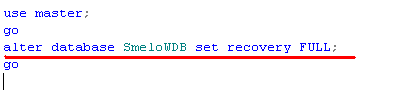 use master;
go
alter database SmeloWDB set recovery FULL;
go